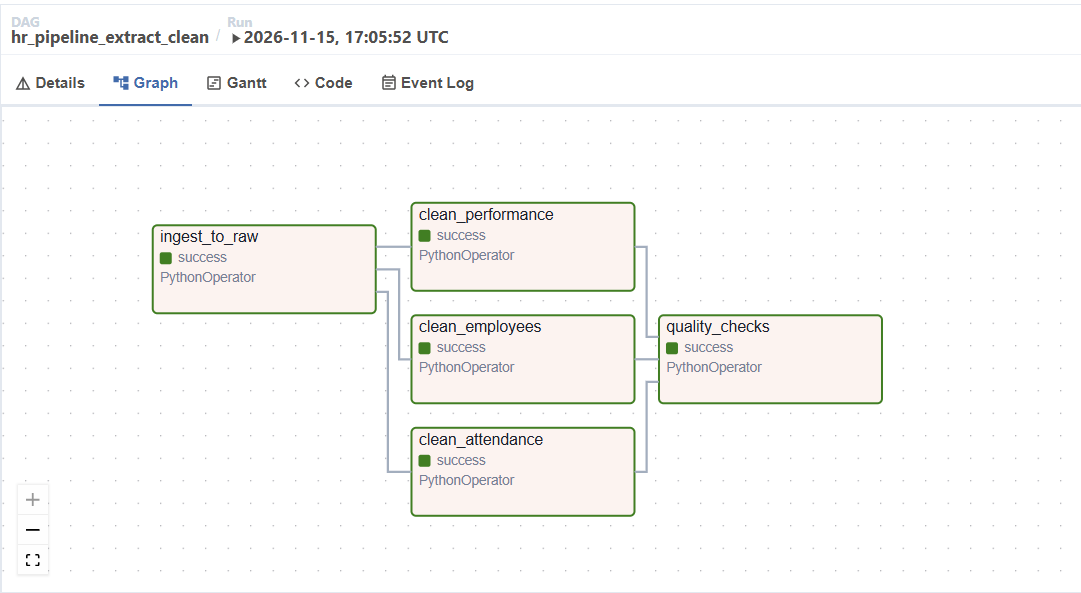 DAG
hr_pipeline_extract_clean / Run
2026-11-15, 17:05:52 UTC
Details Graph Gantt Code Event Log
ingest_to_raw
success
PythonOperator
clean_performance
success
PythonOperator
clean_employees
success
PythonOperator
clean_attendance
success
PythonOperator
quality_checks
success
PythonOperator